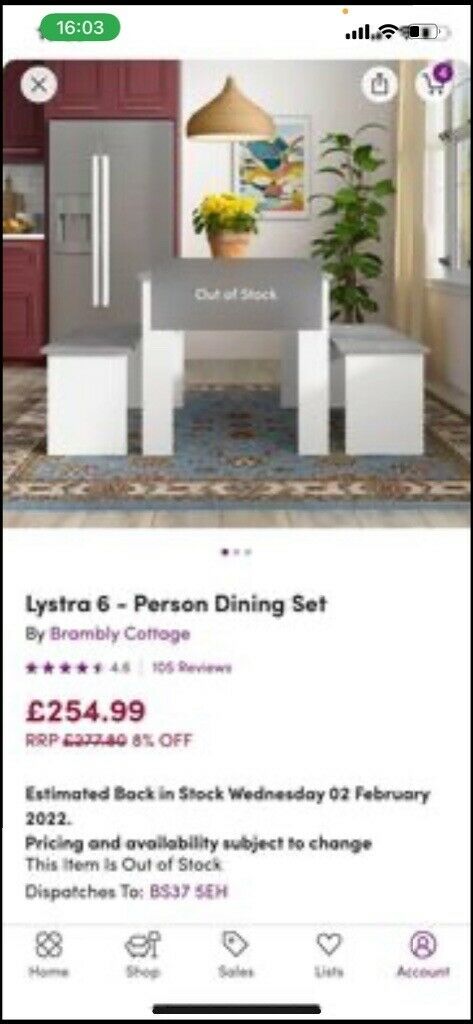 16:03
4
Out of Stock
Lystra 6 - Person Dining Set
By Brambly Cottage
4.6 | 105 Reviews
£254.99
RRP £277.80 8% OFF
Estimated Back in Stock Wednesday 02 February
2022.
Pricing and availability subject to change
This Item Is Out of Stock
Dispatches To: BS37 5EH
Home Shop Sales Lists Account